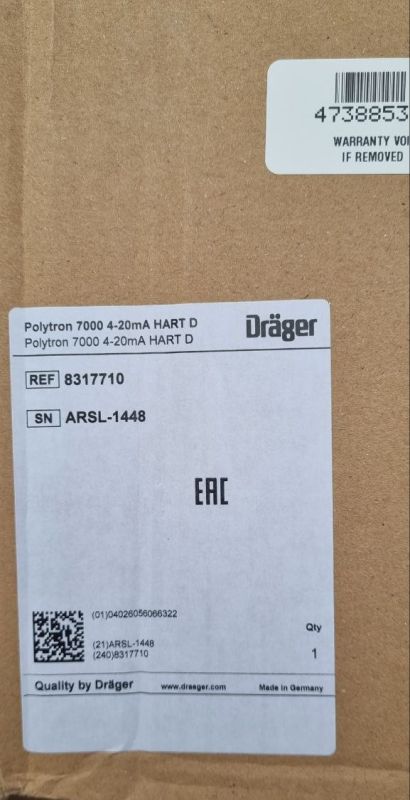 4738853
WARRANTY VOI
IF REMOVED
Polytron 7000 4-20mA HART D
Polytron 7000 4-20mA HART D
Dräger
REF 8317710
SN ARSL-1448
EAC
(01)04026056066322
(21)ARSL-1448
(240)8317710
Qty
1
Quality by Dräger www.draeger.com Made in Germany